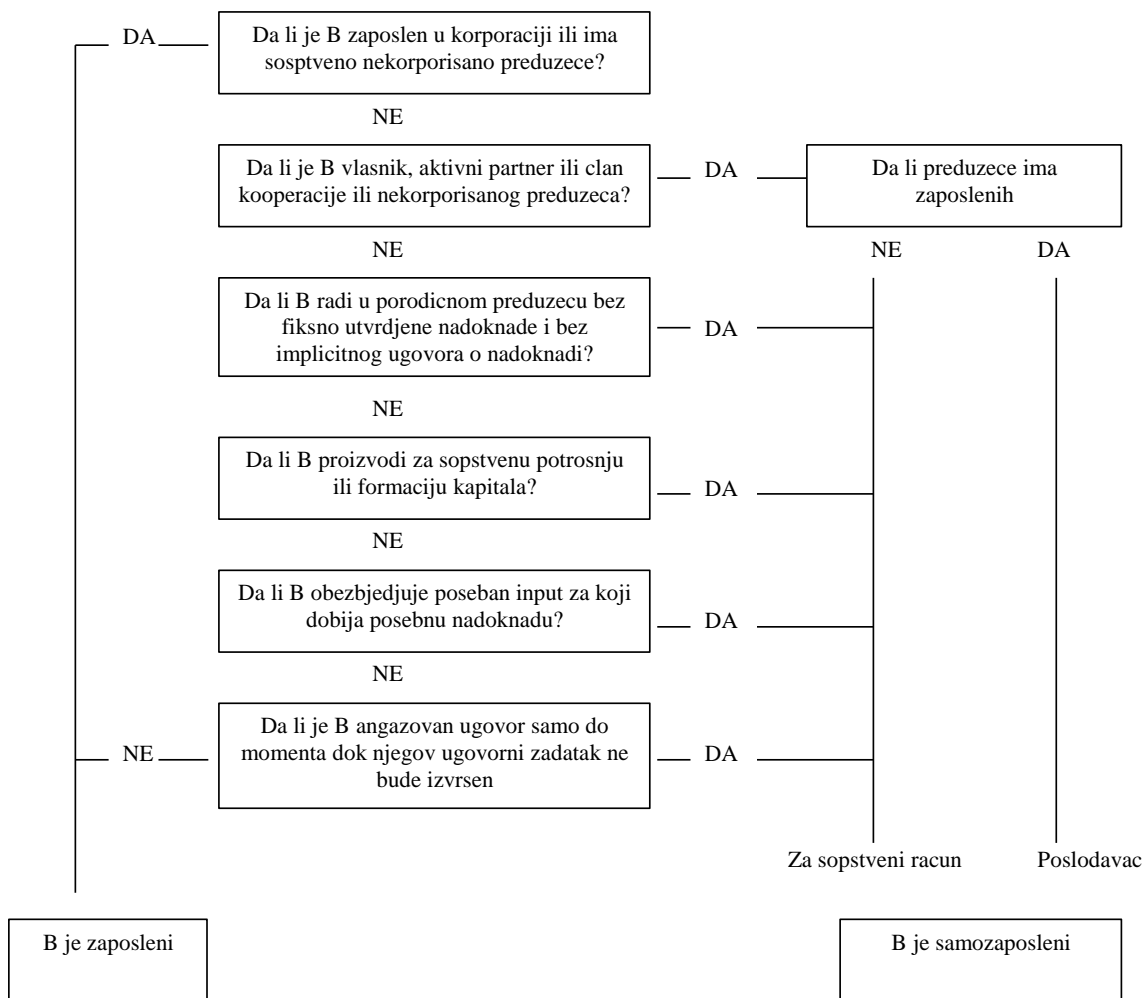 DA
Da li je B zaposlen u korporaciji ili ima
sosptveno nekorporisano preduzece?
NE
Da li je B vlasnik, aktivni partner ili clan
kooperacije ili nekorporisanog preduzeca?
DA
Da li preduzece ima
zaposlenih
NE
NE
DA
Da li B radi u porodicnom preduzecu bez
fiksno utvrdjene nadoknade i bez
implicitnog ugovora o nadoknadi?
DA
NE
Da li B proizvodi za sopstvenu potrosnju
ili formaciju kapitala?
DA
NE
Da li B obezbjedjuje poseban input za koji
dobija posebnu nadoknadu?
DA
NE
NE
Da li je B angazovan ugovor samo do
momenta dok njegov ugovorni zadatak ne
bude izvrsen
DA
Za sopstveni racun
Poslodavac
B je zaposleni
B je samozaposleni